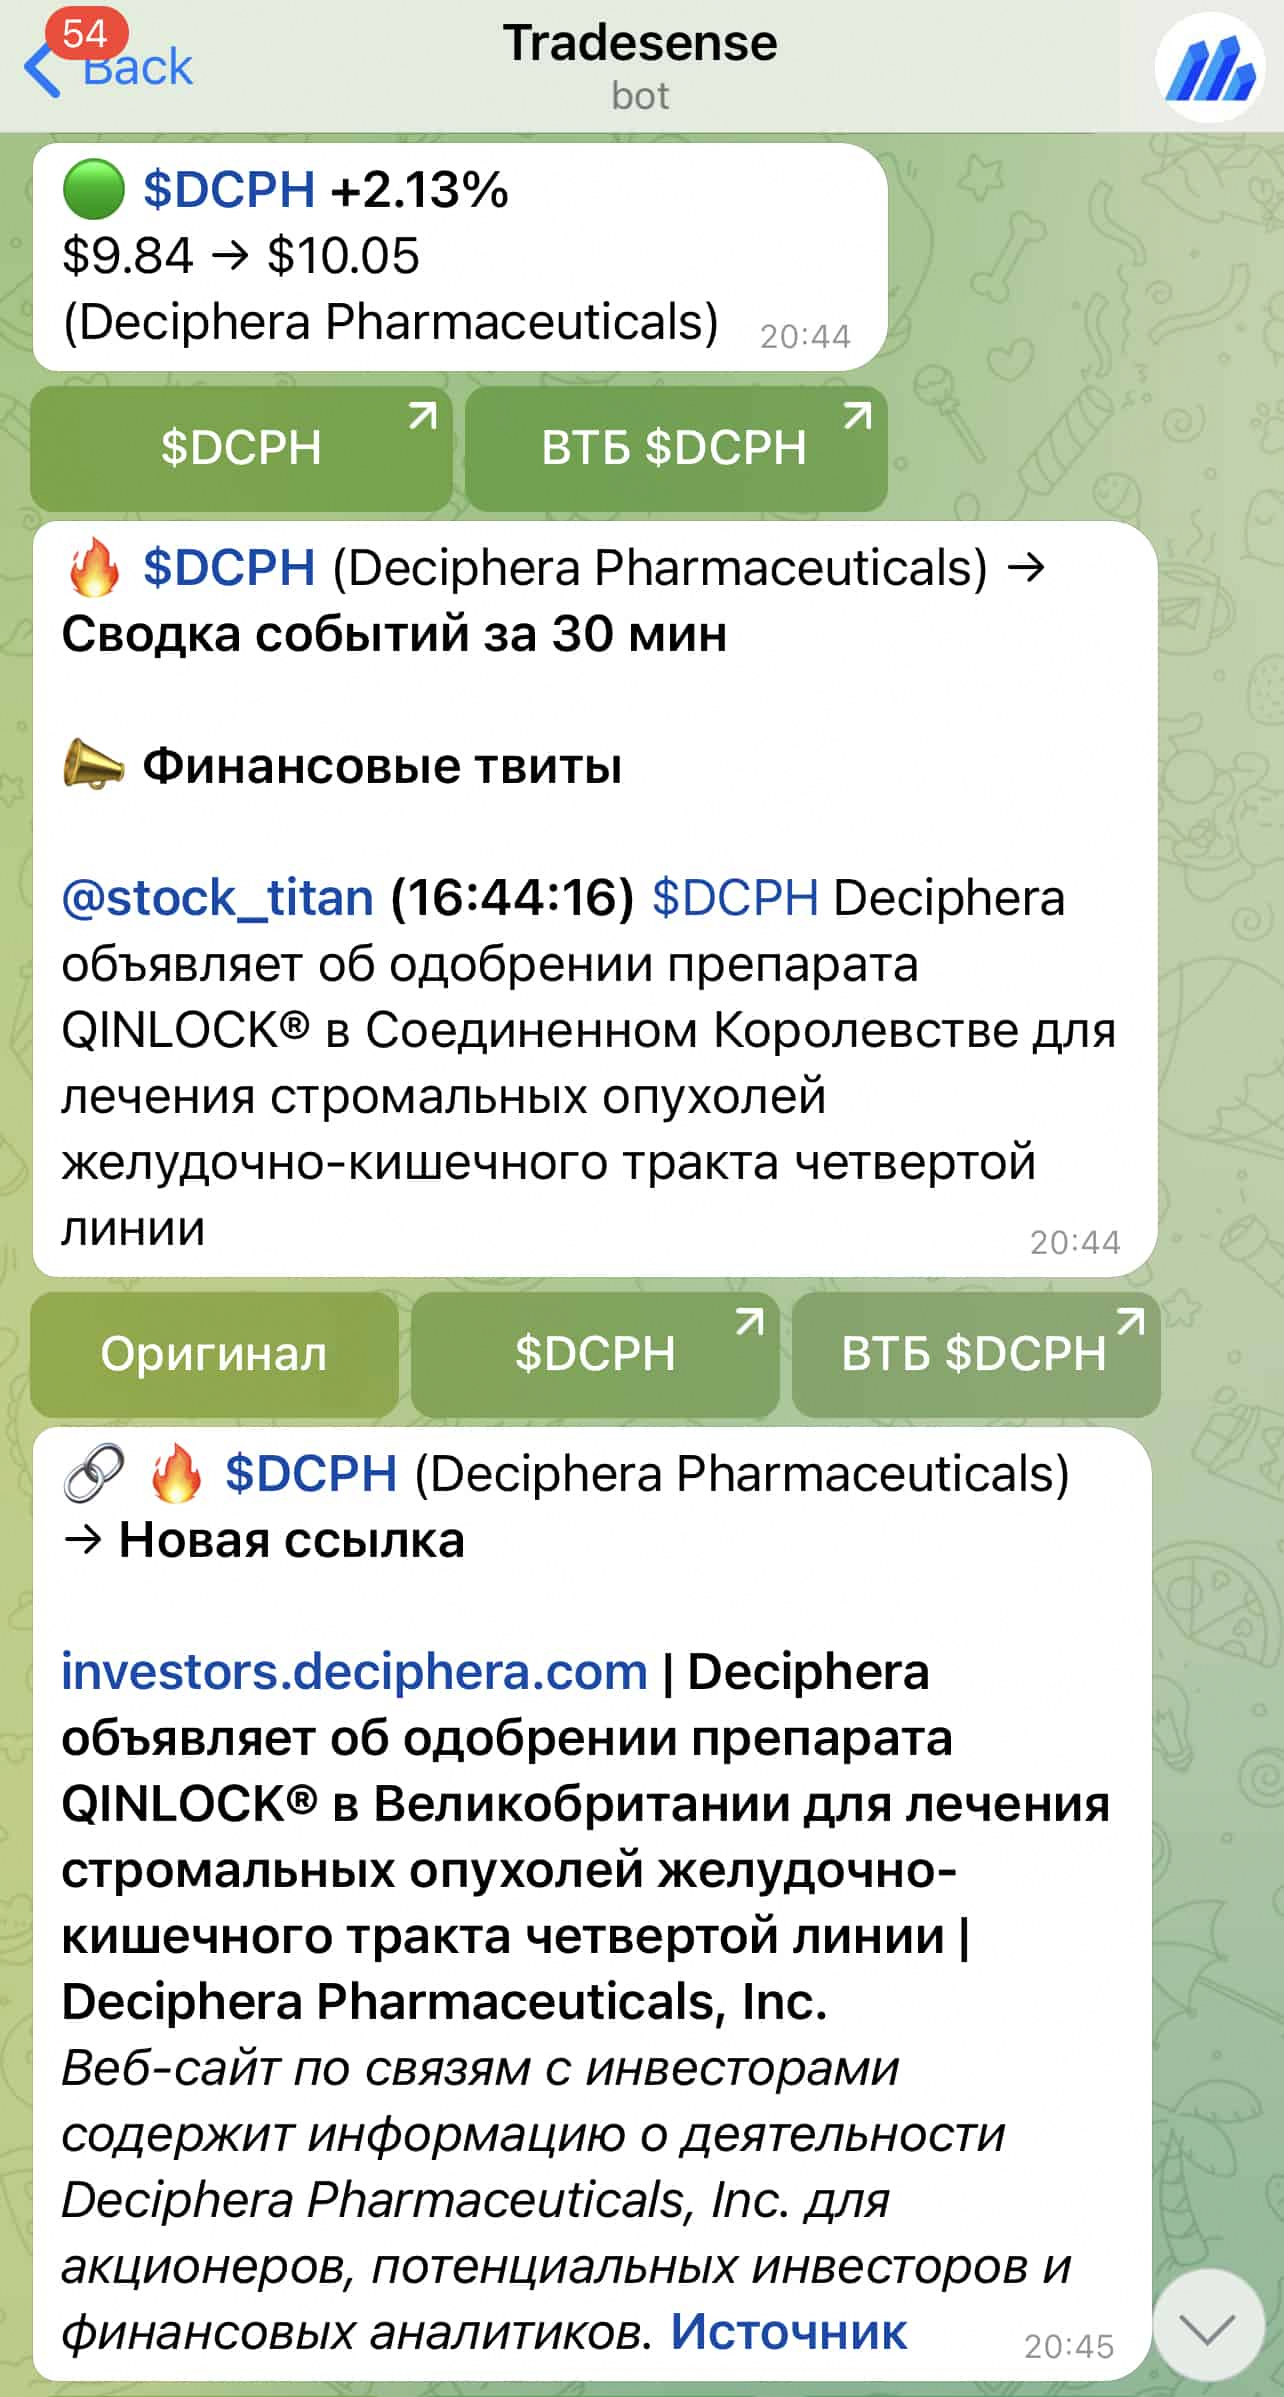 54
Back
Tradesense
bot
$DCPH +2.13%
$9.84 → $10.05
(Deciphera Pharmaceuticals) 20:44
$DCPH
ВТБ $DCPH
$DCPH (Deciphera Pharmaceuticals) →
Сводка событий за 30 мин
Финансовые твиты
@stock_titan (16:44:16) $DCPH Deciphera
объявляет об одобрении препарата
QINLOCK® в Соединенном Королевстве для
лечения стромальных опухолей
желудочно-кишечного тракта четвертой
линии 20:44
Оригинал
$DCPH
ВТБ $DCPH
$DCPH (Deciphera Pharmaceuticals)
→ Новая ссылка
investors.deciphera.com | Deciphera
объявляет об одобрении препарата
QINLOCK® в Великобритании для лечения
стромальных опухолей желудочно-
кишечного тракта четвертой линии |
Deciphera Pharmaceuticals, Inc.
Веб-сайт по связям с инвесторами
содержит информацию о деятельности
Deciphera Pharmaceuticals, Inc. для
акционеров, потенциальных инвесторов и
финансовых аналитиков. Источник 20:45